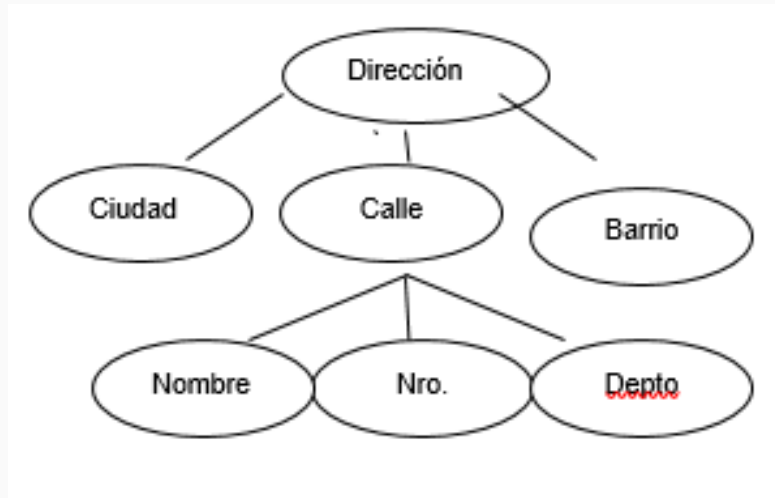 Dirección
Ciudad
Calle
Barrio
Nombre
Nro.
Depto